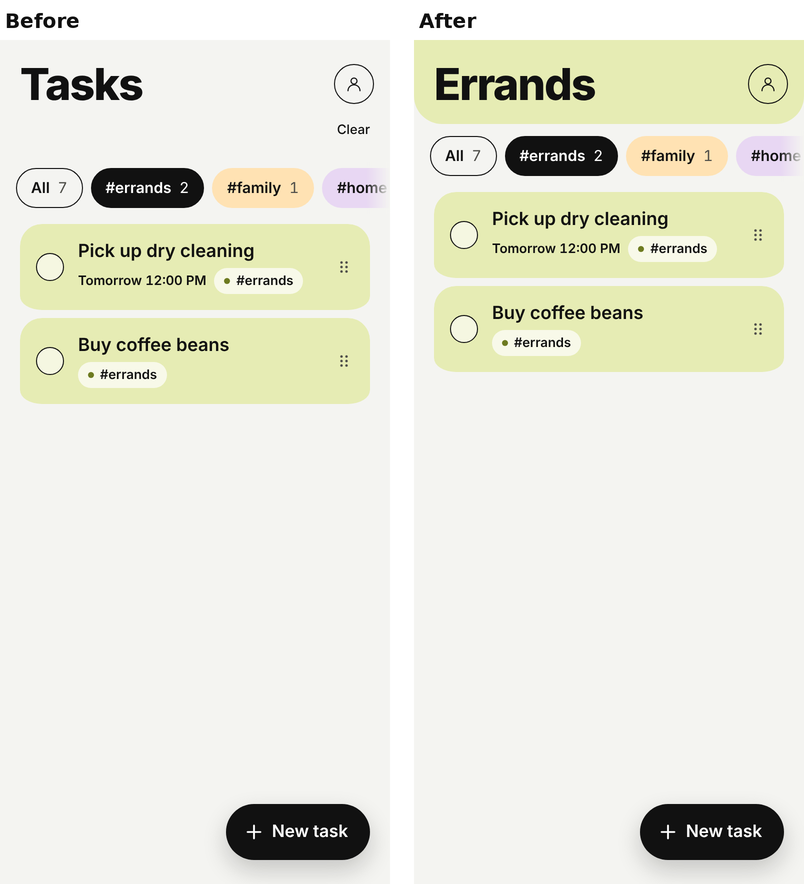 Before
Tasks
Clear
All 7 #errands 2 #family 1 #home
Pick up dry cleaning
Tomorrow 12:00 PM #errands
Buy coffee beans
#errands
+ New task
After
Errands
All 7 #errands 2 #family 1 #home
Pick up dry cleaning
Tomorrow 12:00 PM #errands
Buy coffee beans
#errands
+ New task